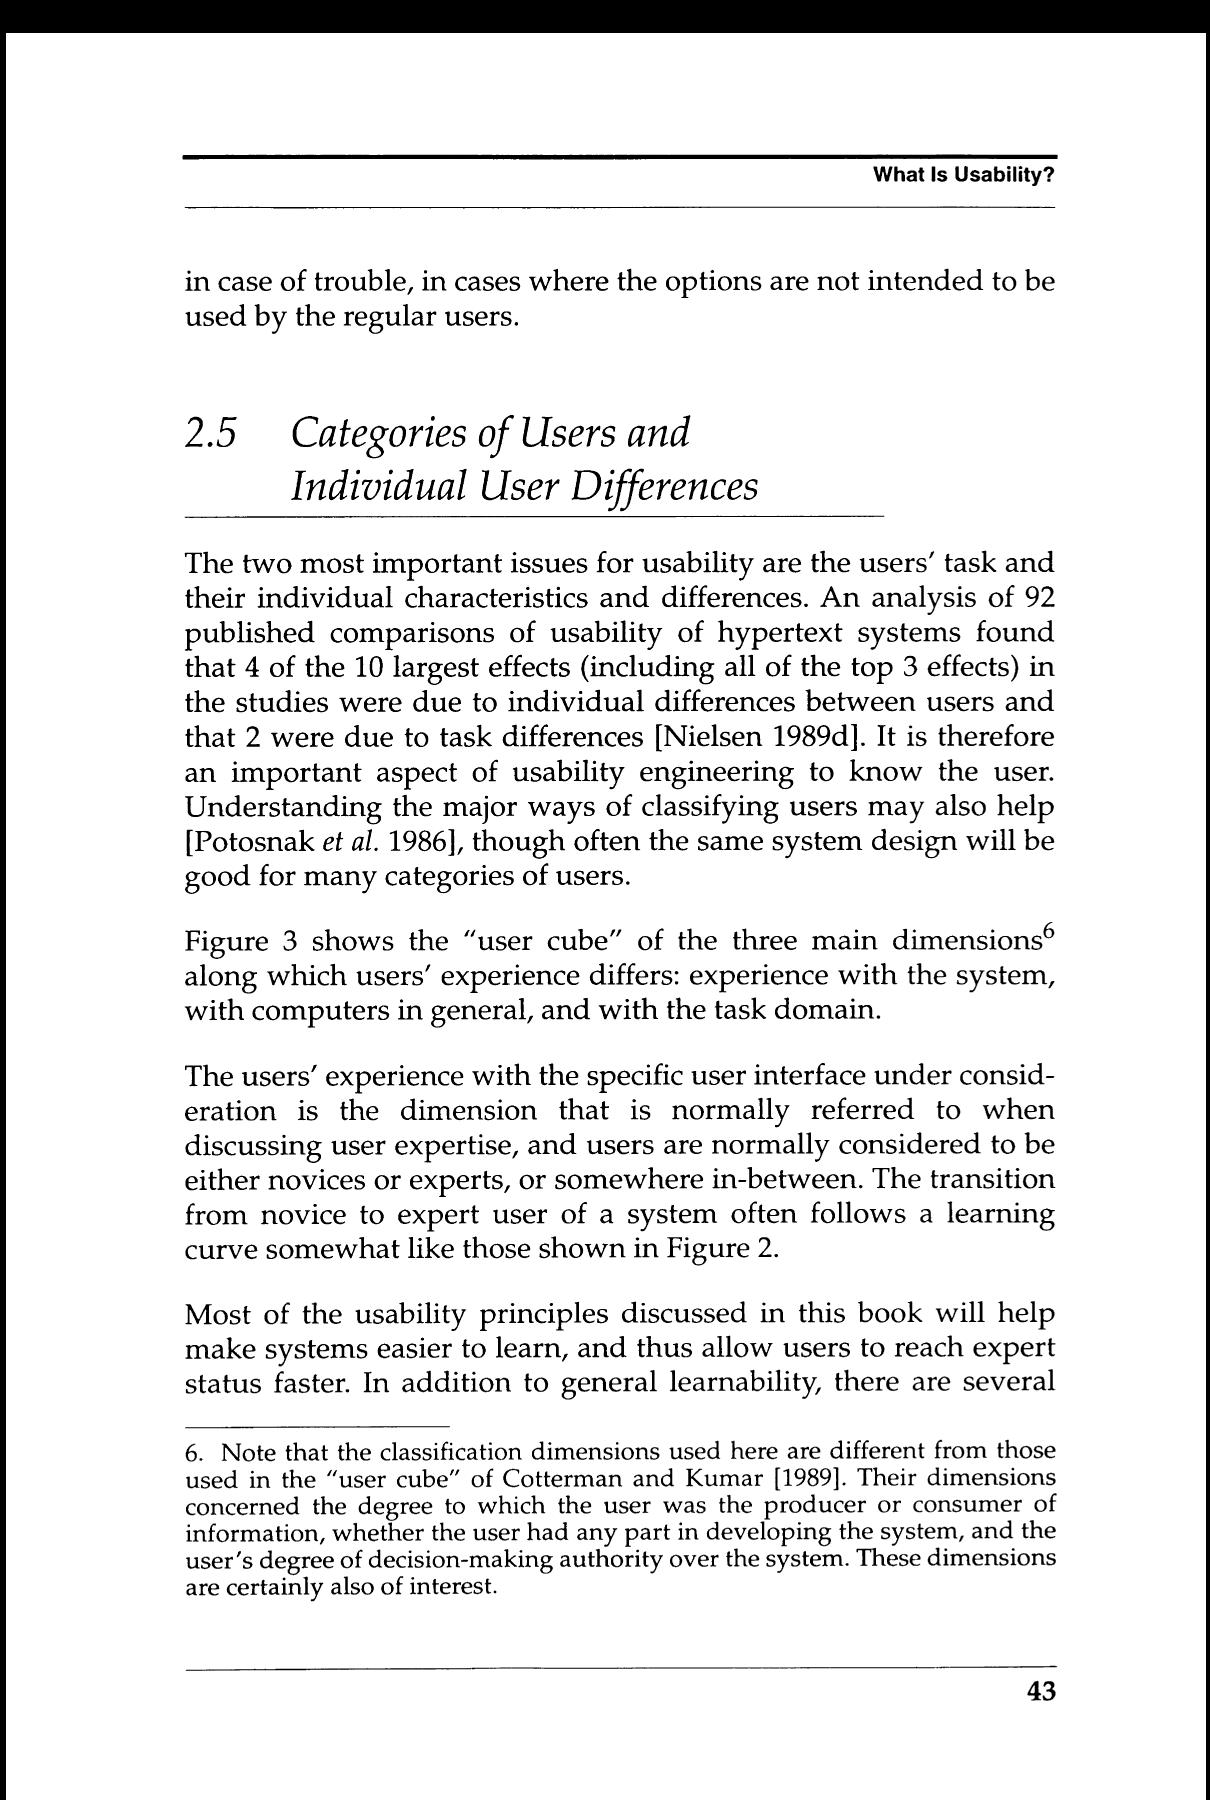 What Is Usability?
in case of trouble, in cases where the options are not intended to be
used by the regular users.
2.5 Categories of Users and
Individual User Differences
The two most important issues for usability are the users' task and
their individual characteristics and differences. An analysis of 92
published comparisons of usability of hypertext systems found
that 4 of the 10 largest effects (including all of the top 3 effects) in
the studies were due to individual differences between users and
that 2 were due to task differences [Nielsen 1989d]. It is therefore
an important aspect of usability engineering to know the user.
Understanding the major ways of classifying users may also help
[Potosnak et al. 1986], though often the same system design will be
good for many categories of users.
Figure 3 shows the "user cube" of the three main dimensions6
along which users' experience differs: experience with the system,
with computers in general, and with the task domain.
The users' experience with the specific user interface under consid-
eration is the dimension that is normally referred to when
discussing user expertise, and users are normally considered to be
either novices or experts, or somewhere in-between. The transition
from novice to expert user of a system often follows a learning
curve somewhat like those shown in Figure 2.
Most of the usability principles discussed in this book will help
make systems easier to learn, and thus allow users to reach expert
status faster. In addition to general learnability, there are several
6. Note that the classification dimensions used here are different from those
used in the "user cube" of Cotterman and Kumar [1989]. Their dimensions
concerned the degree to which the user was the producer or consumer of
information, whether the user had any part in developing the system, and the
user's degree of decision-making authority over the system. These dimensions
are certainly also of interest.
43